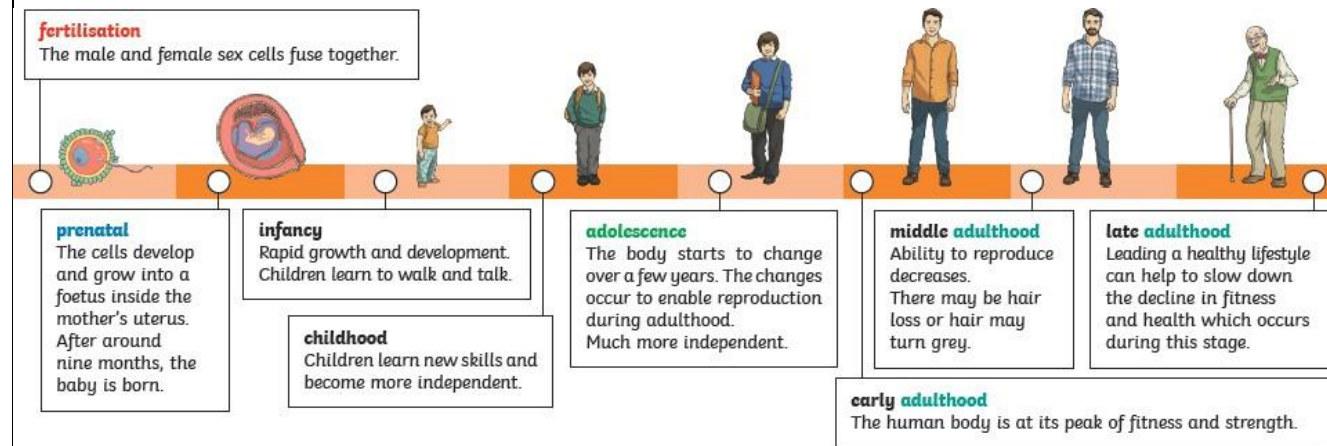 fertilisation
The male and female sex cells fuse together.
prenatal
The cells develop
and grow into a
foetus inside the
mother's uterus.
After around
nine months, the
baby is born.
infancy
Rapid growth and development.
Children learn to walk and talk.
childhood
Children learn new skills and
become more independent.
adolescence
The body starts to change
over a few years. The changes
occur to enable reproduction
during adulthood.
Much more independent.
early adulthood
The human body is at its peak of fitness and strength.
middle adulthood
Ability to reproduce
decreases.
There may be hair
loss or hair may
turn grey.
late adulthood
Leading a healthy lifestyle
can help to slow down
the decline in fitness
and health which occurs
during this stage.